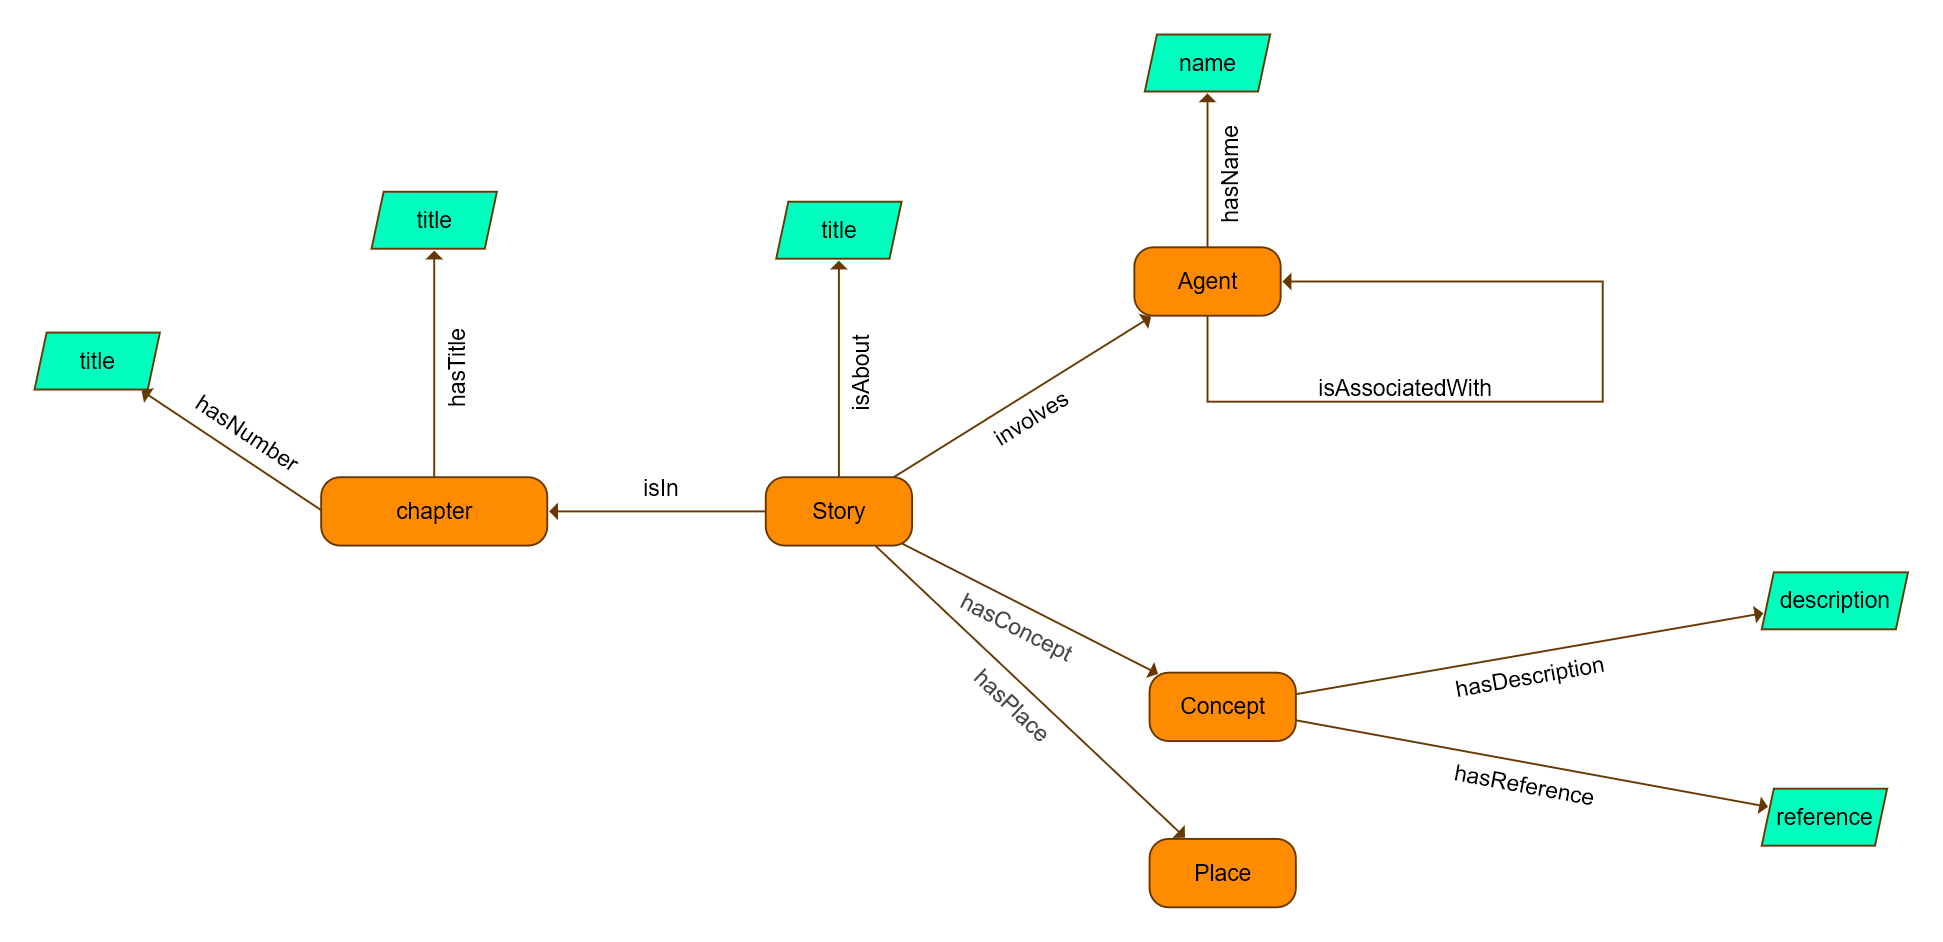 name
hasName
title
title
Agent
title
hasTitle
isAbout
isAssociatedWith
hasNumber
involves
isIn
chapter
Story
description
hasConcept
hasDescription
hasPlace
Concept
hasReference
reference
Place